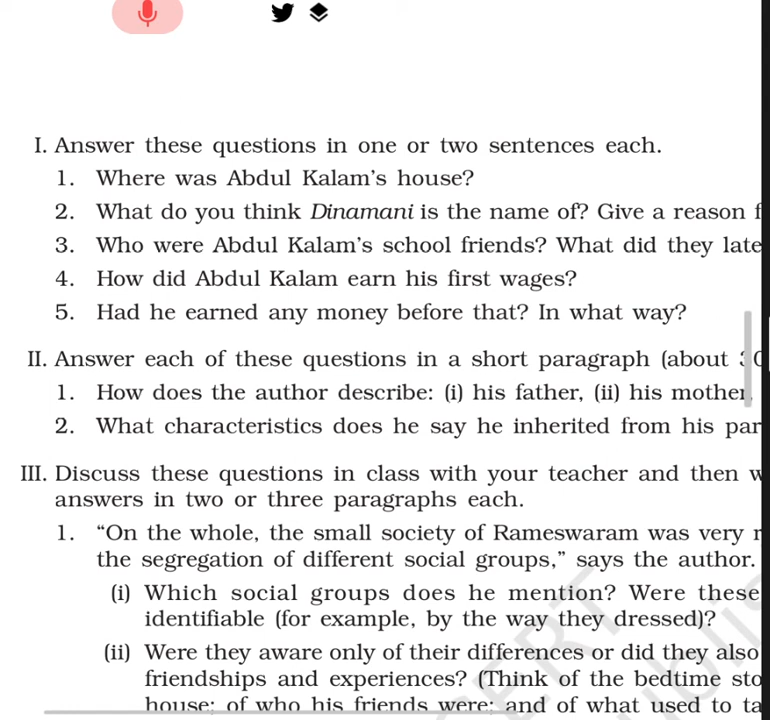 I. Answer these questions in one or two sentences each.
1. Where was Abdul Kalam's house?
2. What do you think Dinamani is the name of? Give a reason f
3. Who were Abdul Kalam's school friends? What did they late
4. How did Abdul Kalam earn his first wages?
5. Had he earned any money before that? In what way?
II. Answer each of these questions in a short paragraph (about 30
1. How does the author describe: (i) his father, (ii) his mother,
2. What characteristics does he say he inherited from his par
III. Discuss these questions in class with your teacher and then w
answers in two or three paragraphs each.
1. “On the whole, the small society of Rameswaram was very r
the segregation of different social groups,” says the author.
(i) Which social groups does he mention? Were these
identifiable (for example, by the way they dressed)?
(ii) Were they aware only of their differences or did they also
friendships and experiences? (Think of the bedtime sto
house; of who his friends were; and of what used to ta